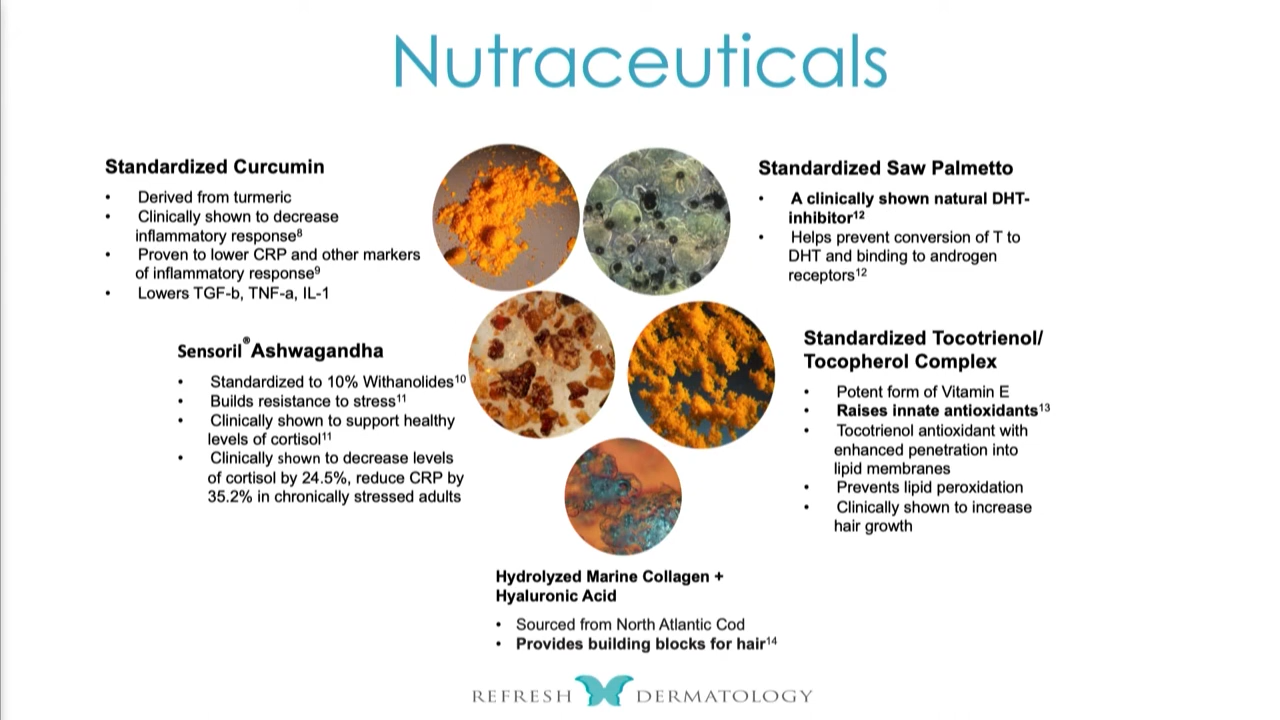 Nutraceuticals
Standardized Curcumin
• Derived from turmeric
• Clinically shown to decrease
inflammatory response⁸
• Proven to lower CRP and other markers
of inflammatory response⁹
• Lowers TGF-b, TNF-a, IL-1
Sensoril® Ashwagandha
• Standardized to 10% Withanolides¹⁰
• Builds resistance to stress¹¹
• Clinically shown to support healthy
levels of cortisol¹¹
• Clinically shown to decrease levels
of cortisol by 24.5%, reduce CRP by
35.2% in chronically stressed adults
Standardized Saw Palmetto
• A clinically shown natural DHT-
inhibitor¹²
• Helps prevent conversion of T to
DHT and binding to androgen
receptors¹²
Standardized Tocotrienol/
Tocopherol Complex
• Potent form of Vitamin E
• Raises innate antioxidants¹³
• Tocotrienol antioxidant with
enhanced penetration into
lipid membranes
• Prevents lipid peroxidation
• Clinically shown to increase
hair growth
Hydrolyzed Marine Collagen +
Hyaluronic Acid
• Sourced from North Atlantic Cod
• Provides building blocks for hair¹⁴
REFRESH DERMATOLOGY